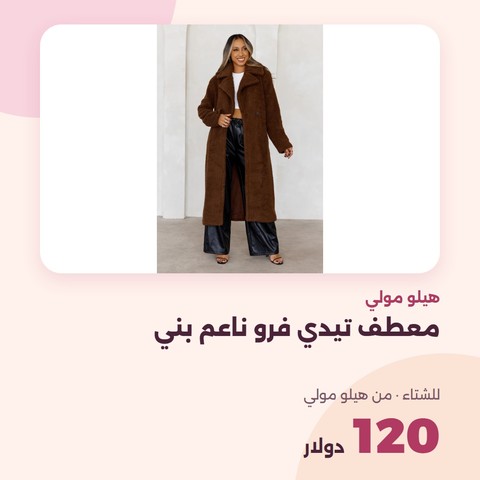 هيلو مولي
معطف تيدي فرو ناعم بني
للشتاء · من هيلو مولي
120 دولار